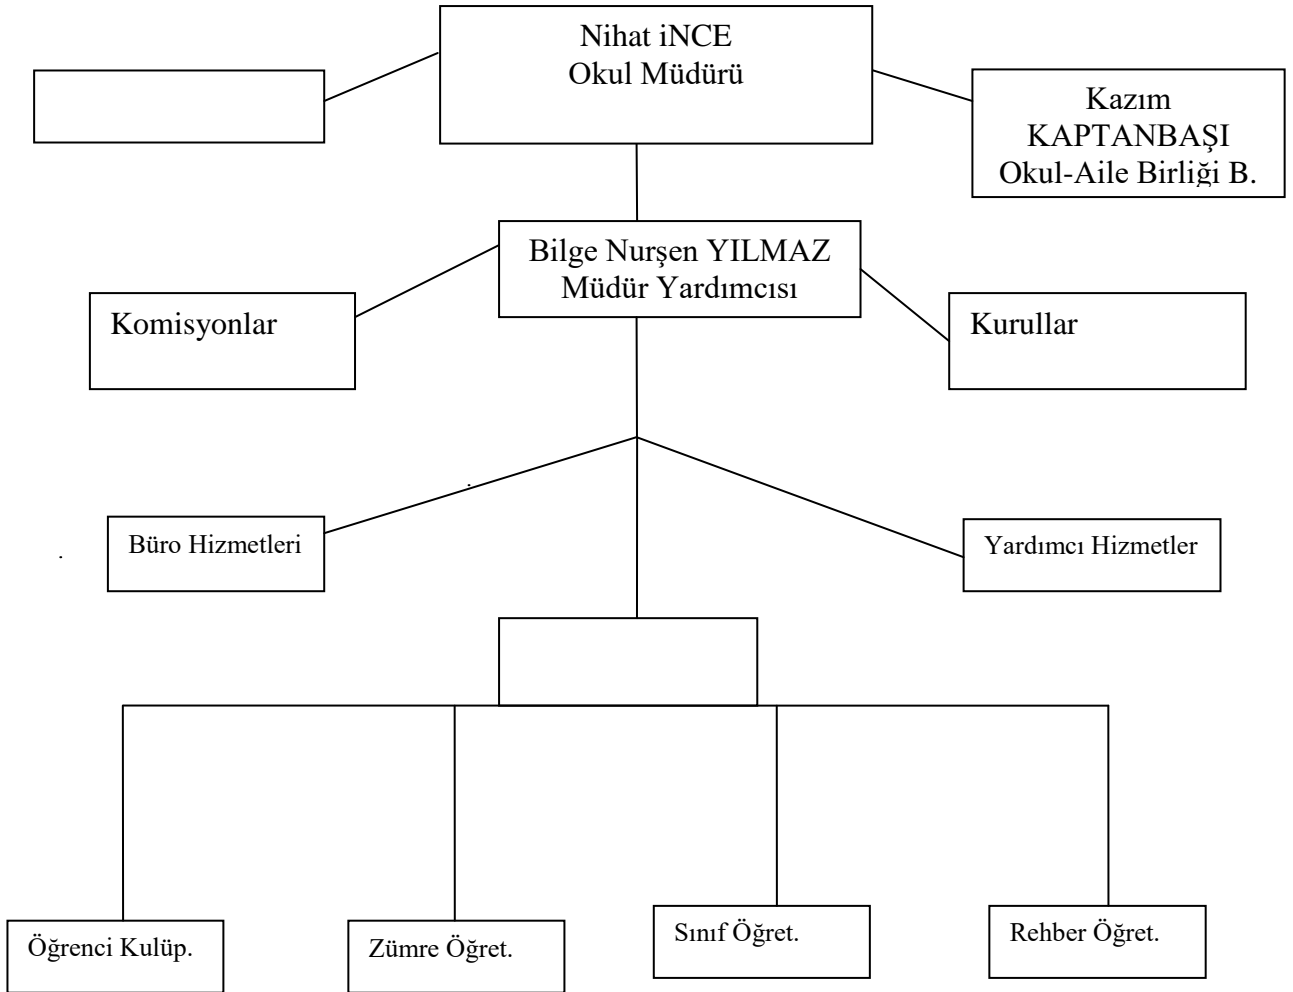 Nihat iNCE
Okul Müdürü
Kazım
KAPTANBAŞI
Okul-Aile Birliği B.
Bilge Nurşen YILMAZ
Müdür Yardımcısı
Komisyonlar
Kurullar
Büro Hizmetleri
Yardımcı Hizmetler
Öğrenci Kulüp.
Zümre Öğret.
Sınıf Öğret.
Rehber Öğret.